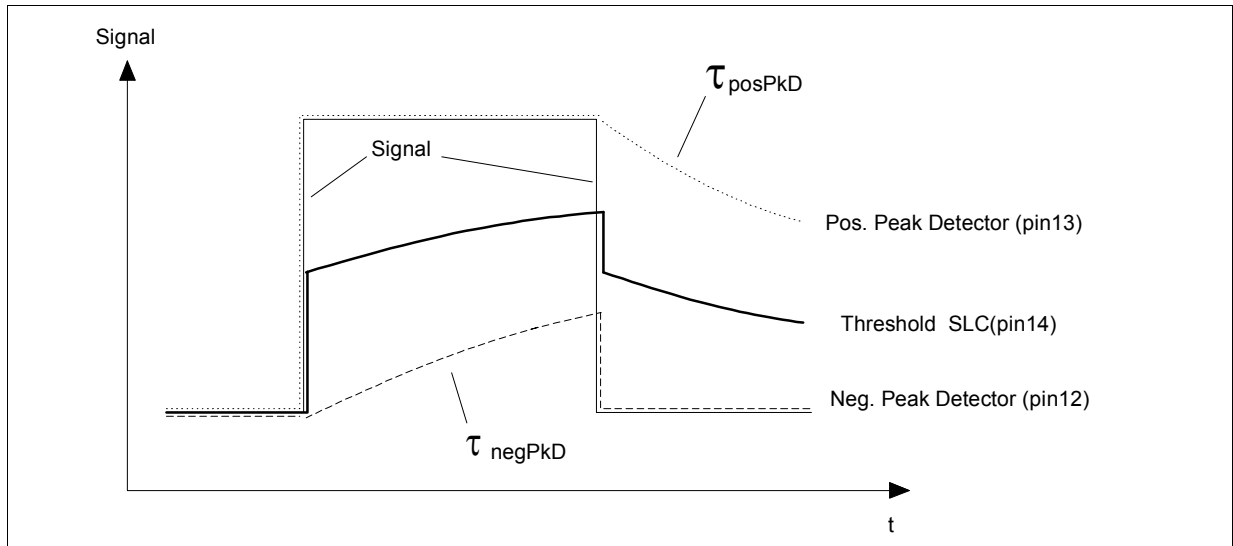 Signal
τposPkD
Signal
Pos. Peak Detector (pin13)
Threshold SLC(pin14)
Neg. Peak Detector (pin12)
τ negPkD
t